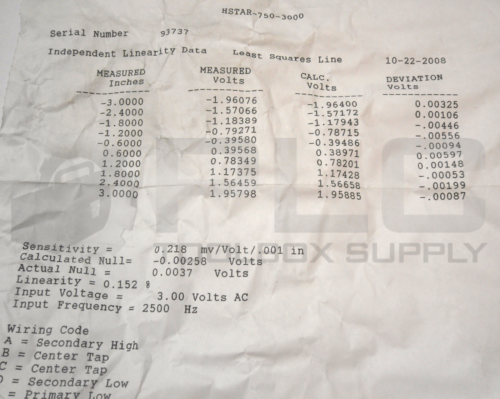 HSTAR-750-3000
Serial Number 93737
Independent Linearity Data Least Squares Line 10-22-2008
MEASURED MEASURED CALC. DEVIATION
Inches Volts Volts Volts
-3.0000 -1.96076 -1.96400 0.00325
-2.4000 -1.57066 -1.57172 0.00106
-1.8000 -1.18389 -1.17943 -.00446
-1.2000 -0.79271 -0.78715 -.00556
-0.6000 -0.39580 -0.39486 -.00094
0.6000 0.39568 0.38971 0.00597
1.2000 0.78349 0.78201 0.00148
1.8000 1.17375 1.17428 -.00053
2.4000 1.56459 1.56658 -.00199
3.0000 1.95798 1.95885 -.00087
PLC
BOX SUPPLY
Sensitivity = 0.218 mv/Volt/.001 in
Calculated Null= -0.00258 Volts
Actual Null = 0.0037 Volts
Linearity = 0.152 %
Input Voltage = 3.00 Volts AC
Input Frequency = 2500 Hz
Wiring Code
A = Secondary High
B = Center Tap
C = Center Tap
D = Secondary Low
= Primary Low